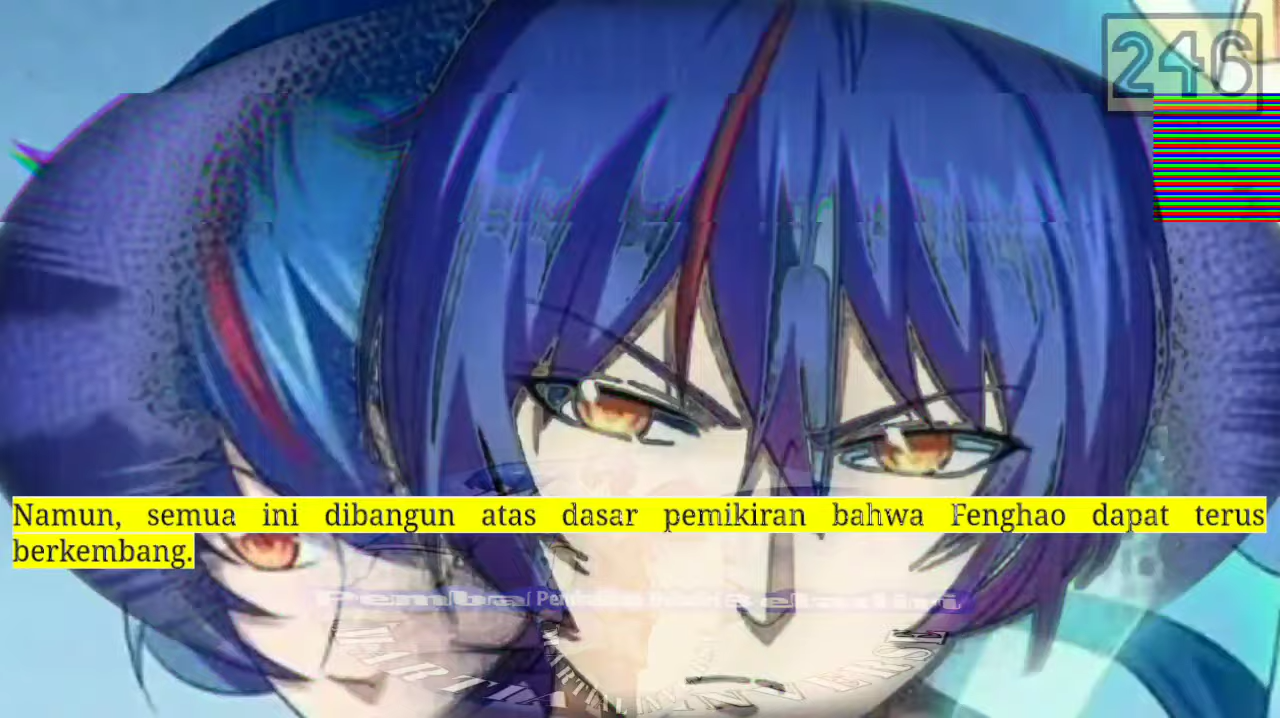 246
Namun, semua ini dibangun atas dasar pemikiran bahwa Fenghao dapat terus
berkembang.